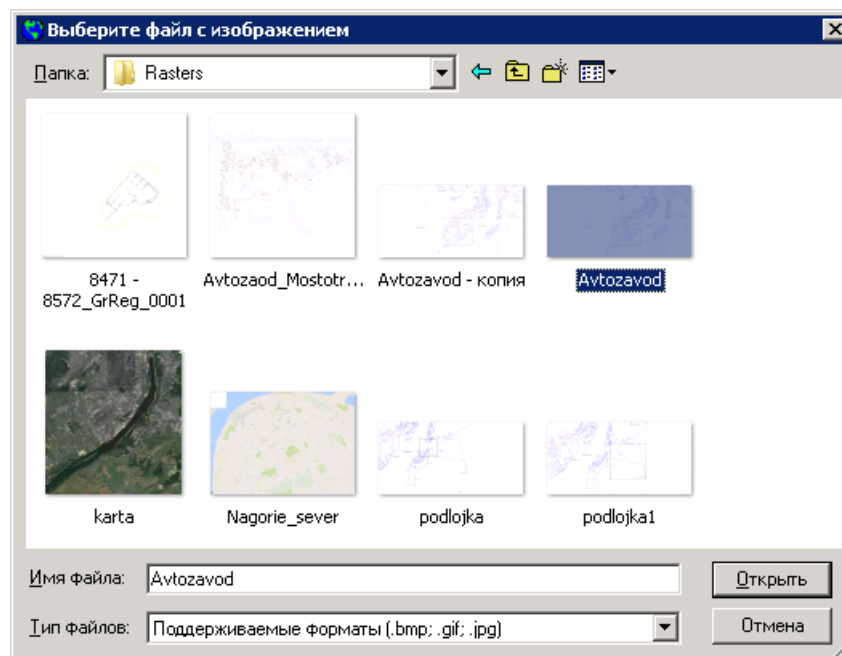 Выберите файл с изображением
Папка: Rasters
8471 -
8572_GrReg_0001
Avtozaod_Mostotr...
Avtozavod - копия
Avtozavod
karta
Nagorie_sever
podlojka
podlojka1
Имя файла: Avtozavod
Открыть
Тип файлов: Поддерживаемые форматы (.bmp; .gif; .jpg)
Отмена